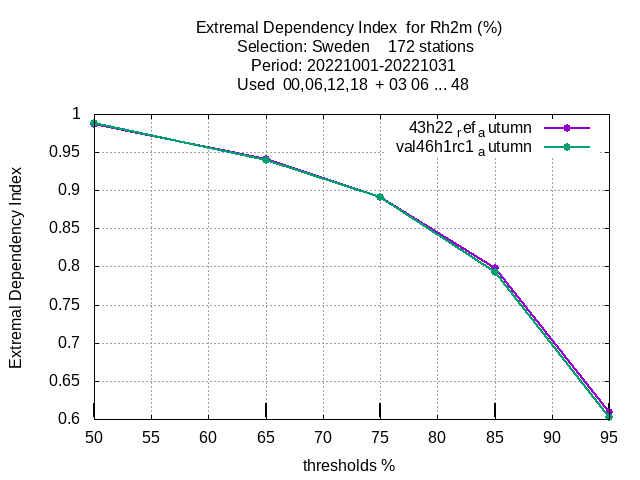 Extremal Dependency Index  for Rh2m (%)
Selection: Sweden    172 stations
Period: 20221001-20221031
Used  00,06,12,18  + 03 06 ... 48
43h22 ref autumn
val46h1rc1 autumn
Extremal Dependency Index
1
0.95
0.9
0.85
0.8
0.75
0.7
0.65
0.6
50 55 60 65 70 75 80 85 90 95
thresholds %